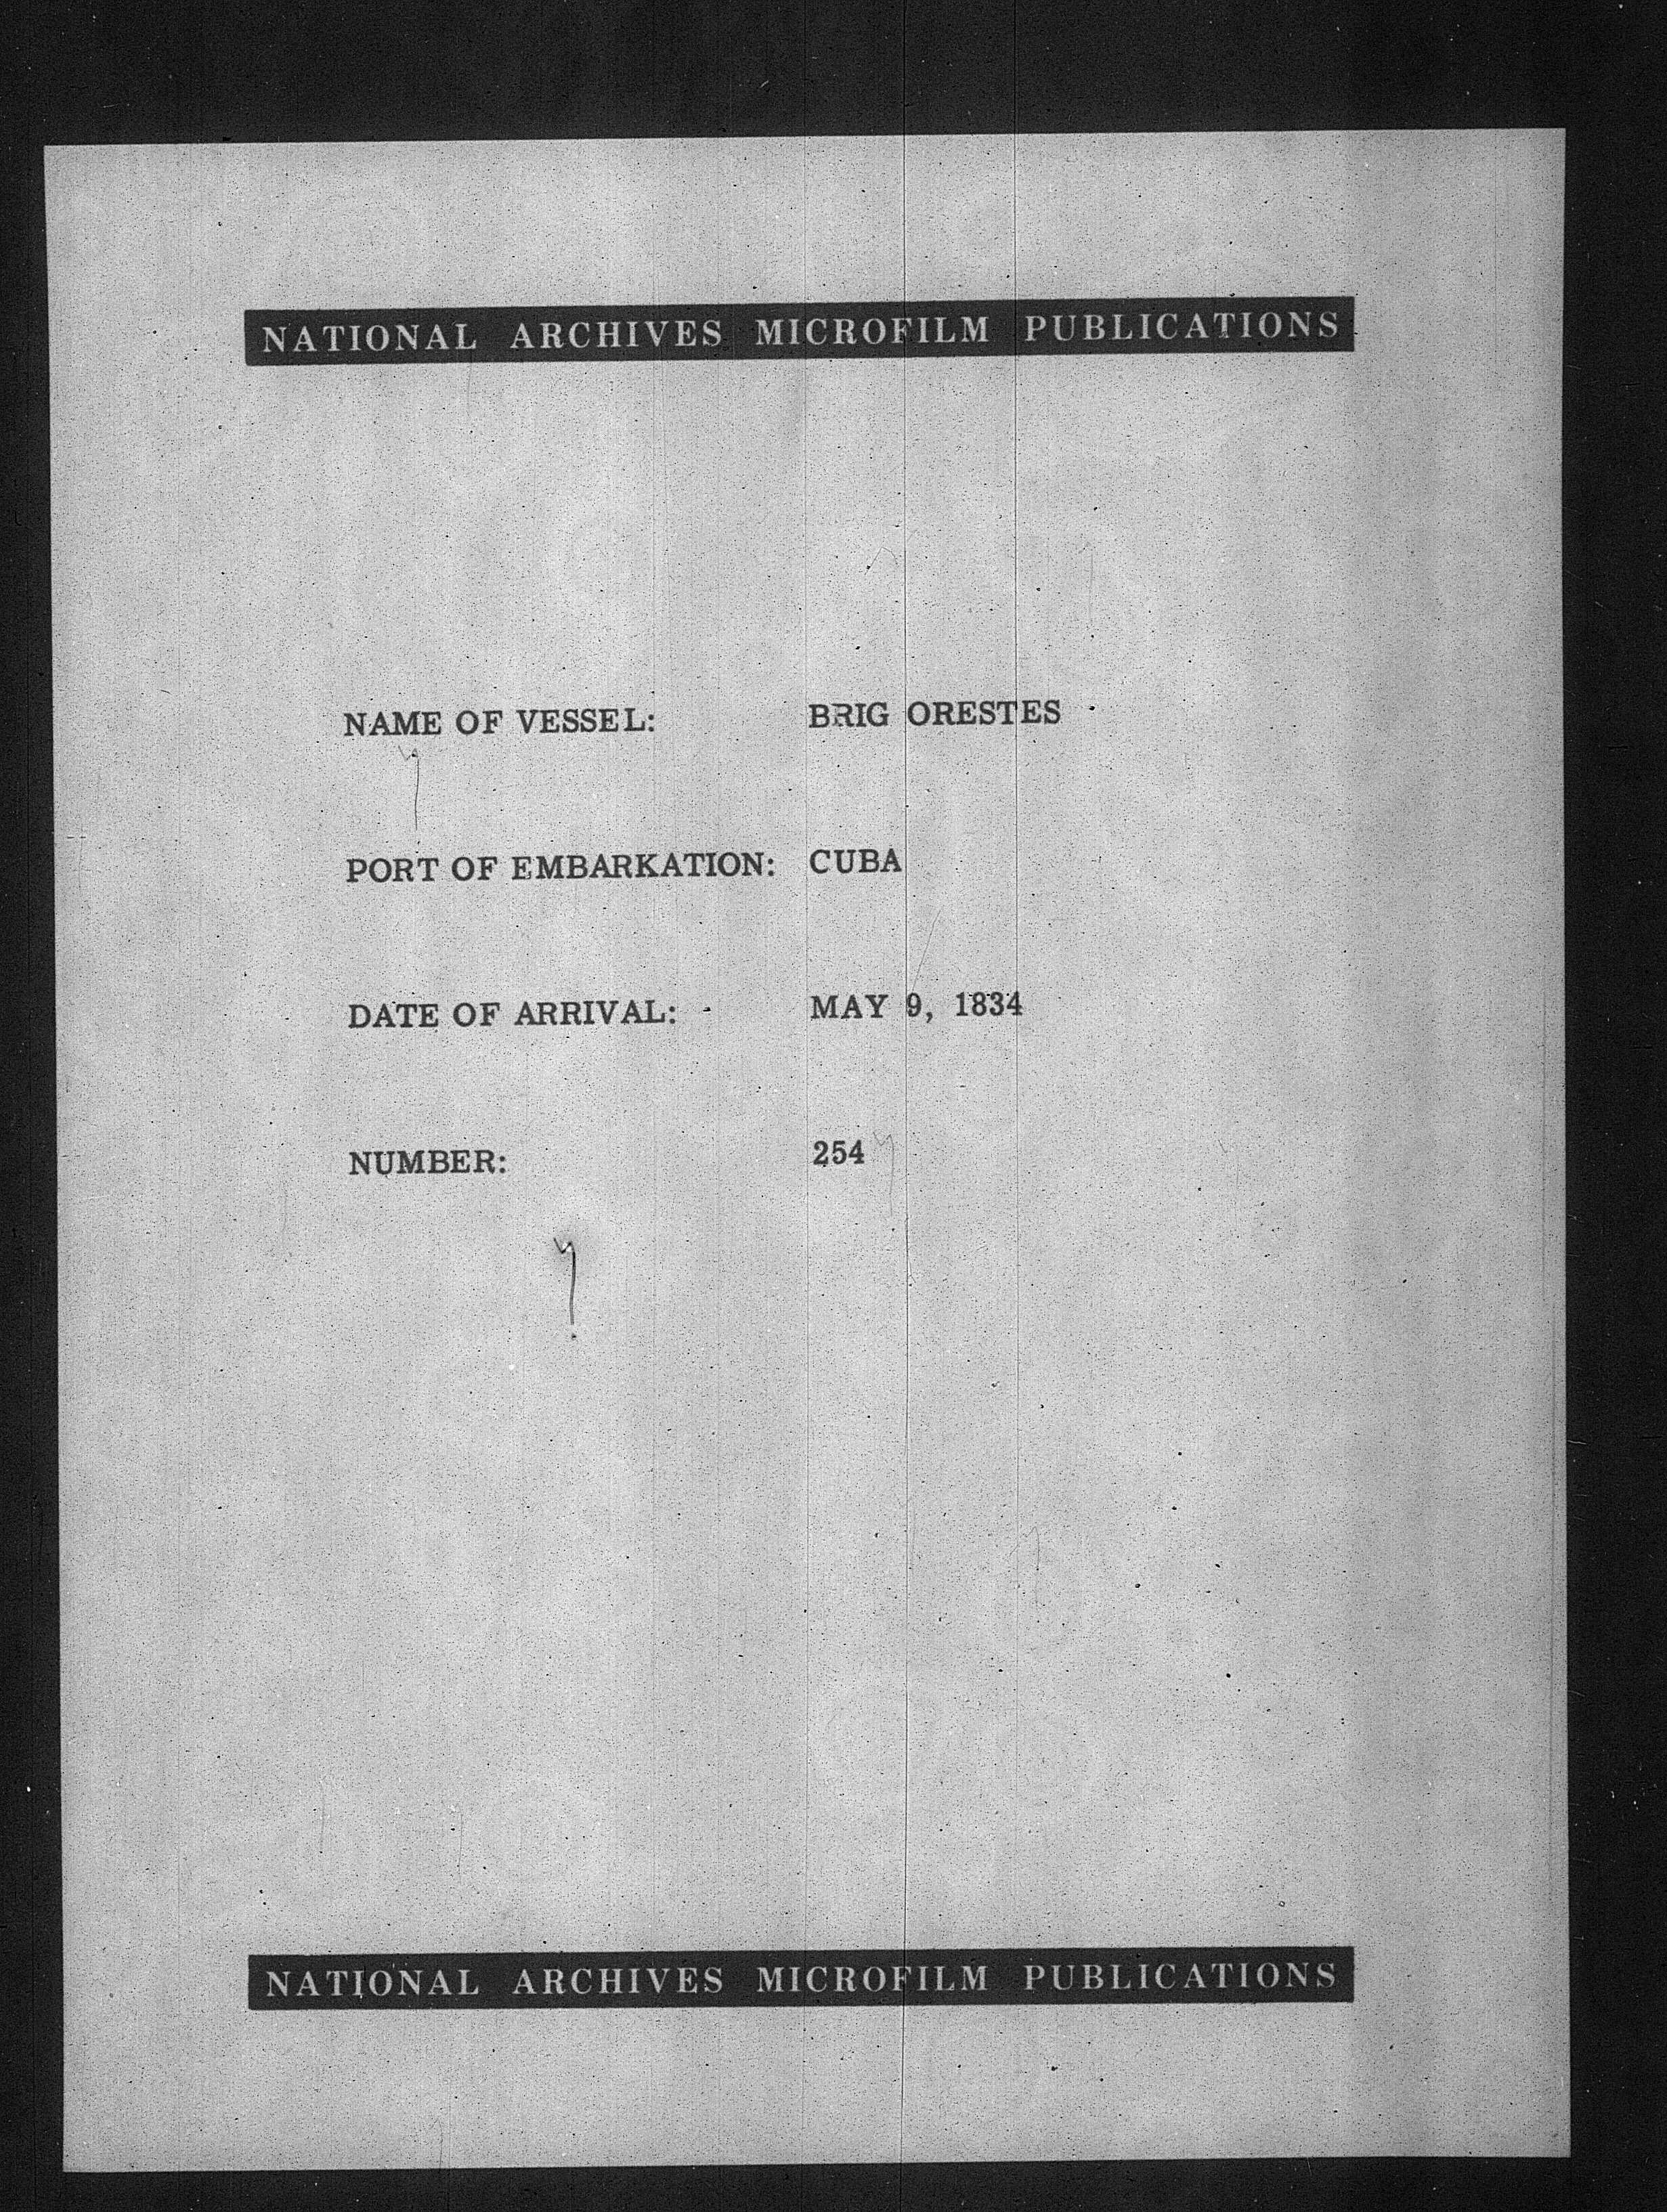 NATIONAL ARCHIVES MICROFILM PUBLICATIONS
NAME OF VESSEL: BRIG ORESTES
PORT OF EMBARKATION: CUBA
DATE OF ARRIVAL: MAY 9, 1834
NUMBER: 254
NATIONAL ARCHIVES MICROFILM PUBLICATIONS